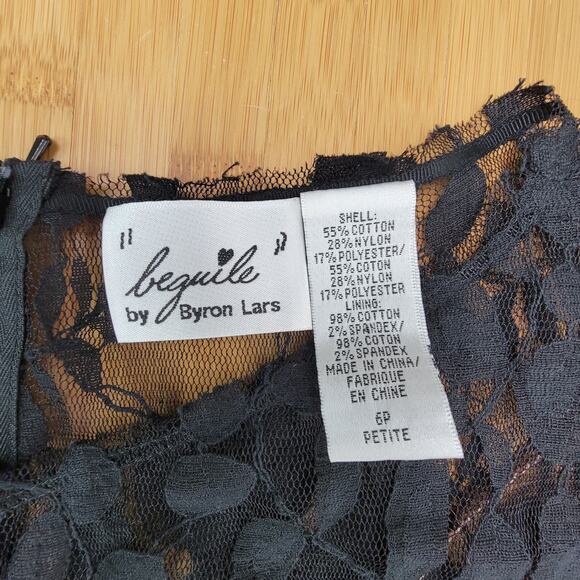 " beguile "
by Byron Lars
SHELL:
55% COTTON
28% NYLON
17% POLYESTER/
55% COTON
28% NYLON
17% POLYESTER
LINING:
98% COTTON
2% SPANDEX/
98% COTON
2% SPANDEX
MADE IN CHINA/
FABRIQUE
EN CHINE
6P
PETITE